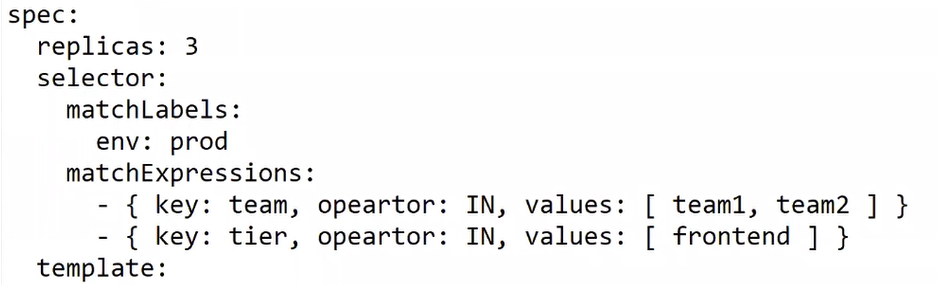 spec:
  replicas: 3
  selector:
    matchLabels:
      env: prod
    matchExpressions:
      - { key: team, opeartor: IN, values: [ team1, team2 ] }
      - { key: tier, opeartor: IN, values: [ frontend ] }
  template: